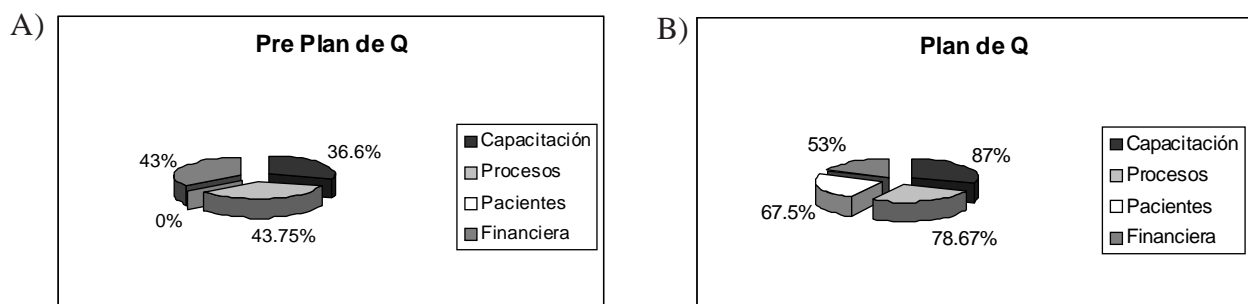 A)
Pre Plan de Q
43%
36.6%
0%
43.75%
Capacitación
Procesos
Pacientes
Financiera
B)
Plan de Q
53%
87%
67.5%
78.67%
Capacitación
Procesos
Pacientes
Financiera